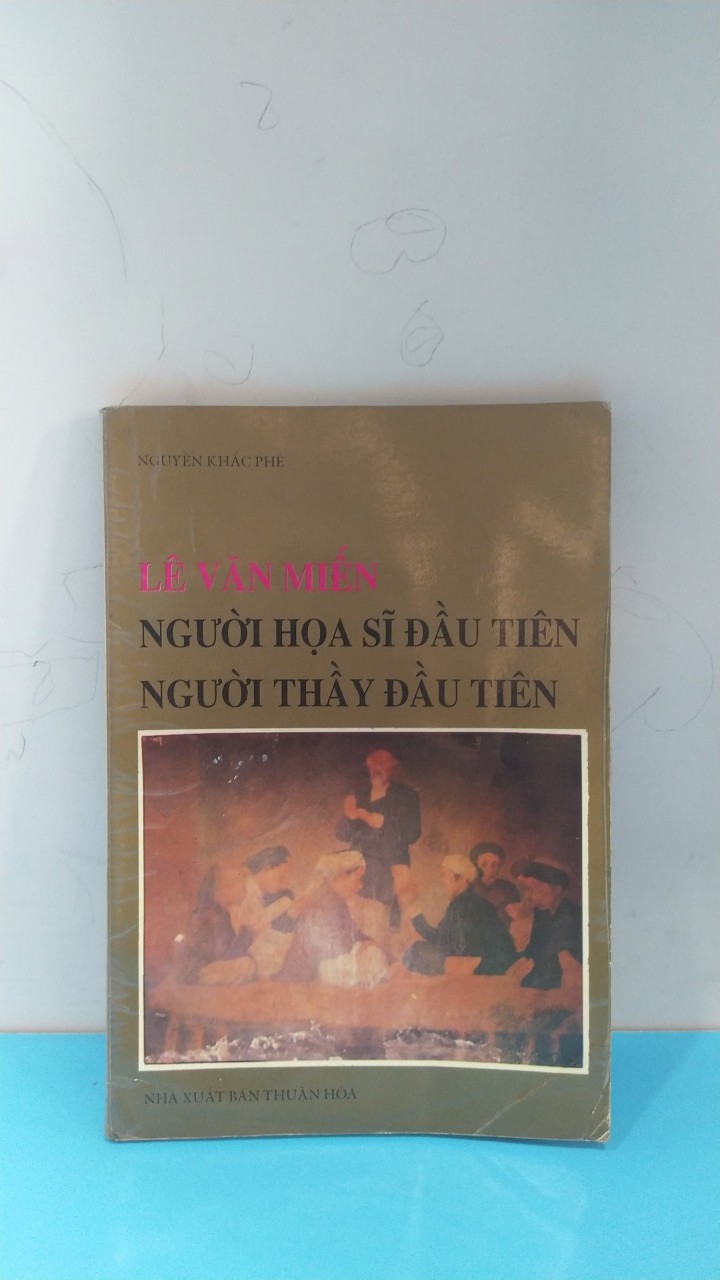 NGUYỄN KHẮC PHÊ
LÊ VĂN MIẾN
NGƯỜI HỌA SĨ ĐẦU TIÊN
NGƯỜI THẦY ĐẦU TIÊN
NHÀ XUẤT BẢN THUẬN HÓA